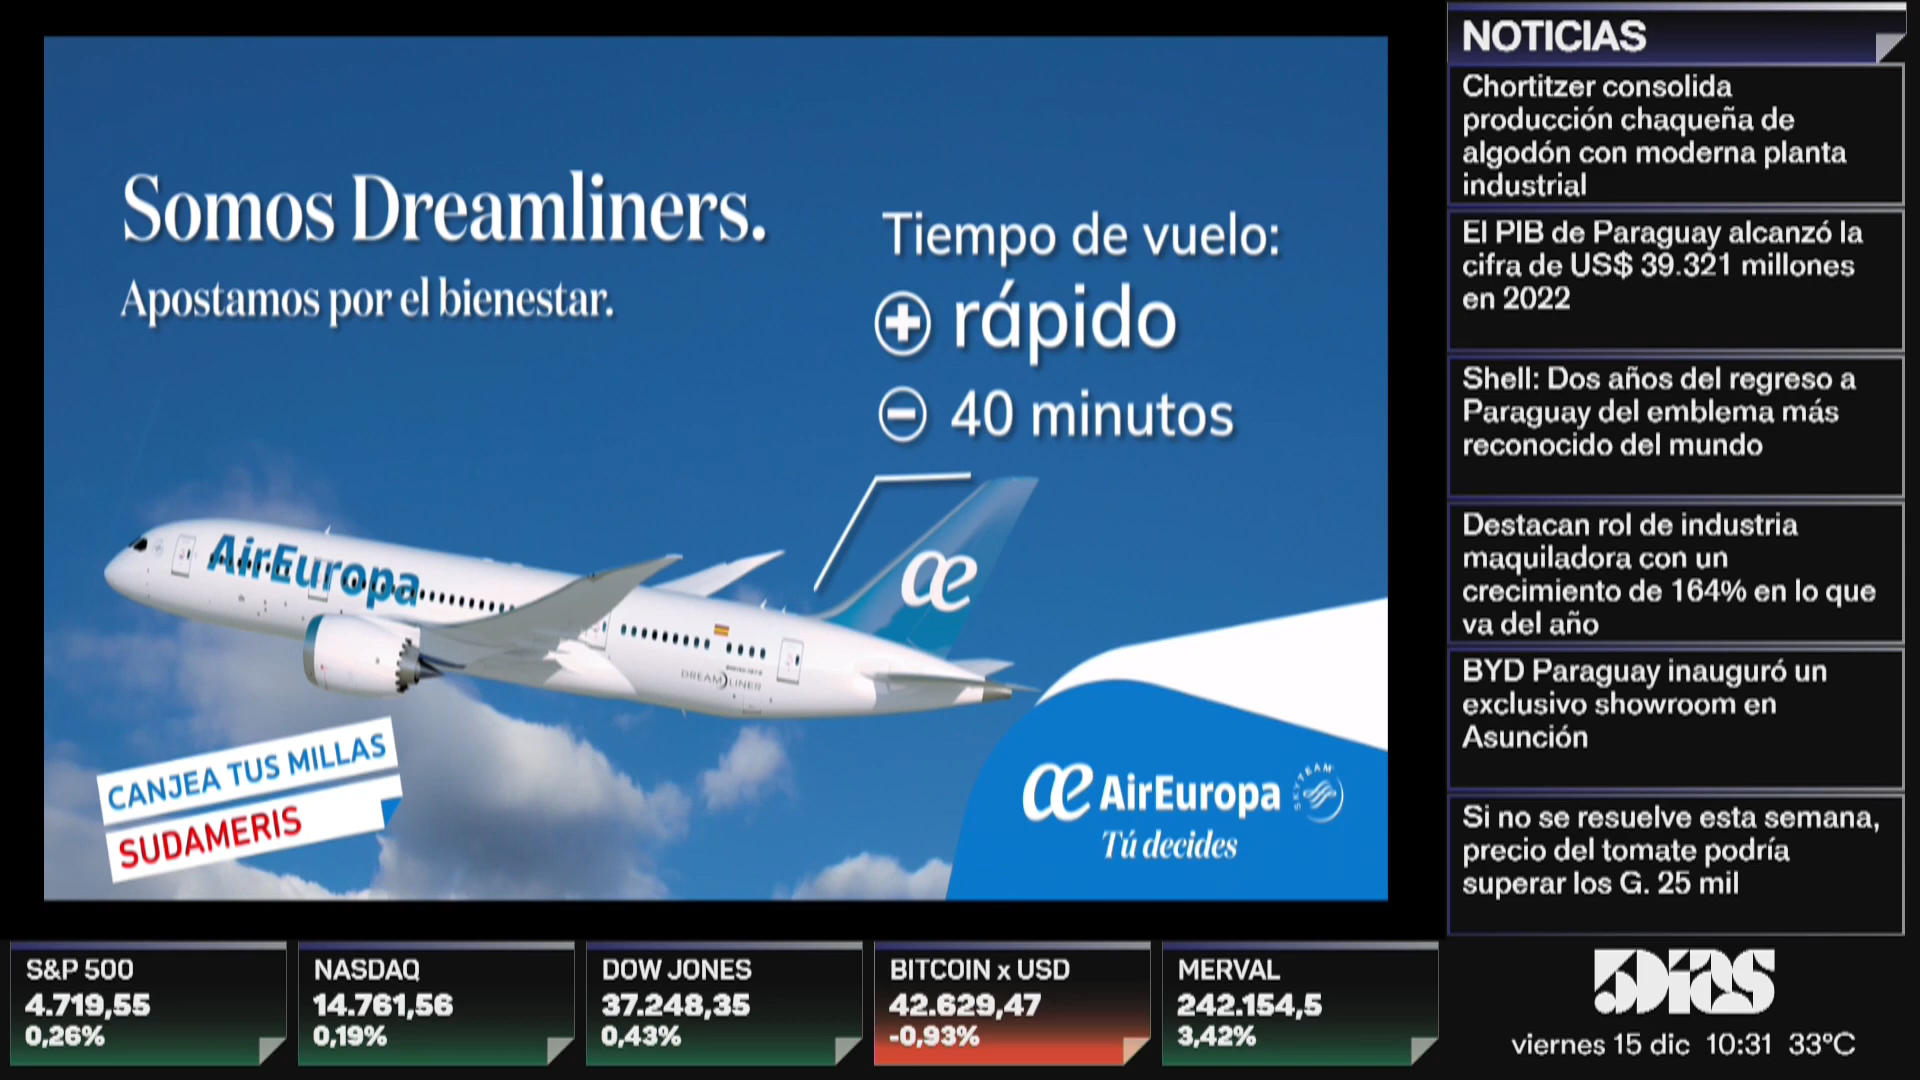 Somos Dreamliners.
Apostamos por el bienestar.
Tiempo de vuelo:
+ rápido
− 40 minutos
AirEuropa
æ
DREAMLINER
CANJEA TUS MILLAS
SUDAMERIS
æ AirEuropa
SKYTEAM
Tú decides
NOTICIAS
Chortitzer consolida
producción chaqueña de
algodón con moderna planta
industrial
El PIB de Paraguay alcanzó la
cifra de US$ 39.321 millones
en 2022
Shell: Dos años del regreso a
Paraguay del emblema más
reconocido del mundo
Destacan rol de industria
maquiladora con un
crecimiento de 164% en lo que
va del año
BYD Paraguay inauguró un
exclusivo showroom en
Asunción
Si no se resuelve esta semana,
precio del tomate podría
superar los G. 25 mil
S&P 500
4.719,55
0,26%
NASDAQ
14.761,56
0,19%
DOW JONES
37.248,35
0,43%
BITCOIN x USD
42.629,47
-0,93%
MERVAL
242.154,5
3,42%
5DIAS
viernes 15 dic 10:31 33°C